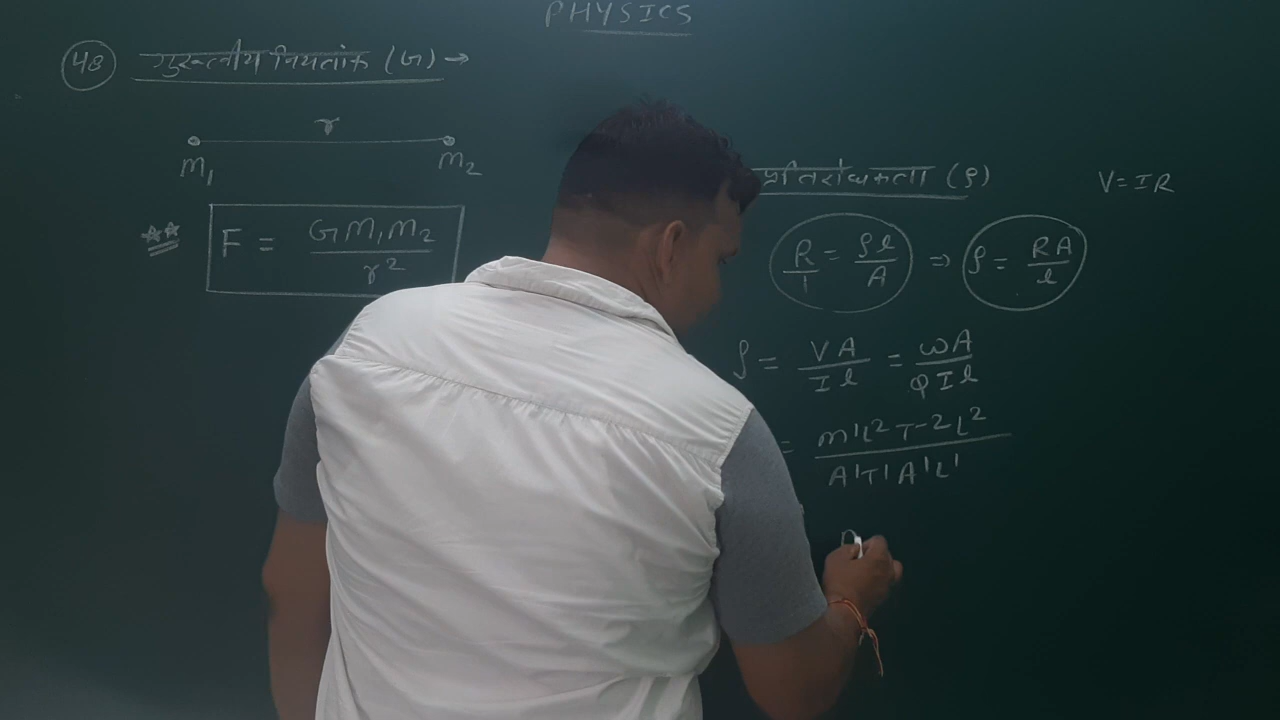 PHYSICS
48 गुरुत्वीय नियतांक (G) →
r
m₁ m₂
F = Gm₁m₂ / r²
प्रतिरोधकता (ρ)
V = IR
R/1 = ρl/A ⇒ ρ = RA/l
ρ = VA/Il = WA/QIl
= M¹L²T-2L² / A¹T¹A¹L¹